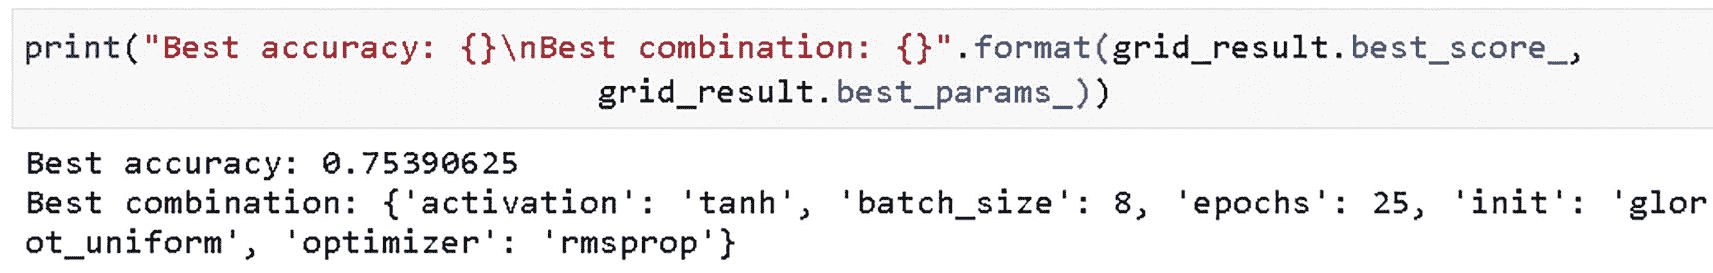 print("Best accuracy: {}\nBest combination: {}".format(grid_result.best_score_,
grid_result.best_params_))
Best accuracy: 0.75390625
Best combination: {'activation': 'tanh', 'batch_size': 8, 'epochs': 25, 'init': 'glor
ot_uniform', 'optimizer': 'rmsprop'}